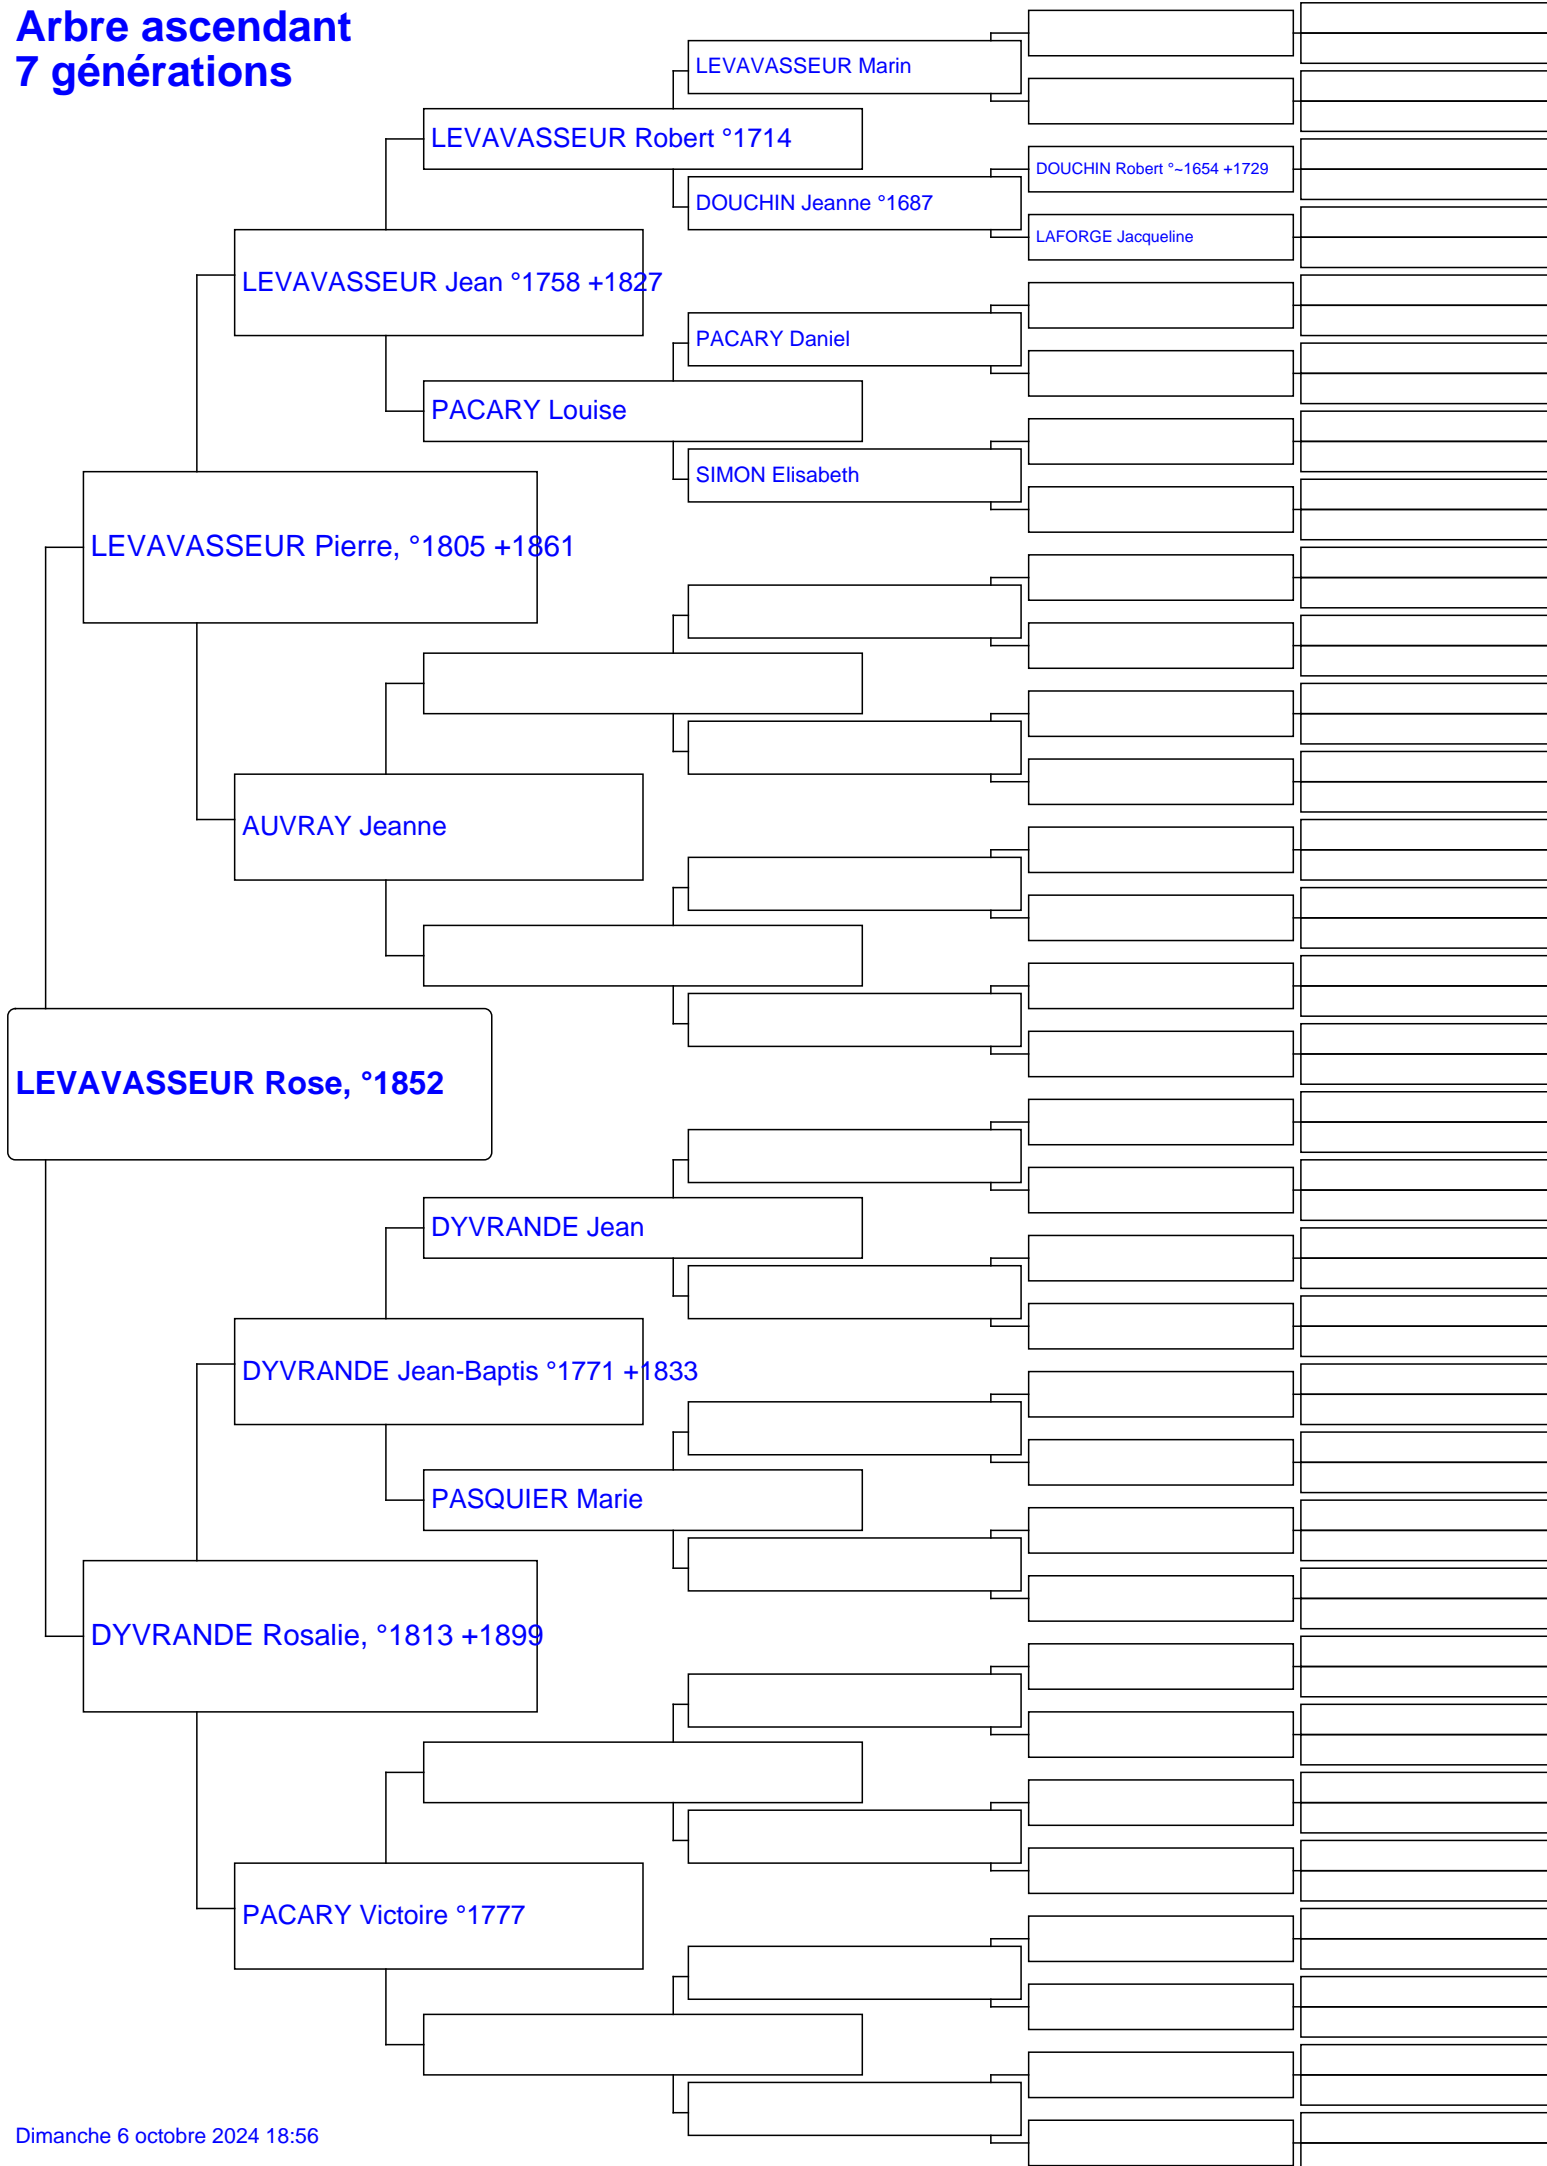 Arbre ascendant
7 générations
LEVAVASSEUR Marin
LEVAVASSEUR Robert °1714
DOUCHIN Robert °~1654 +1729
DOUCHIN Jeanne °1687
LAFORGE Jacqueline
LEVAVASSEUR Jean °1758 +1827
PACARY Daniel
PACARY Louise
SIMON Elisabeth
LEVAVASSEUR Pierre, °1805 +1861
AUVRAY Jeanne
LEVAVASSEUR Rose, °1852
DYVRANDE Jean
DYVRANDE Jean-Baptis °1771 +1833
PASQUIER Marie
DYVRANDE Rosalie, °1813 +1899
PACARY Victoire °1777
Dimanche 6 octobre 2024 18:56